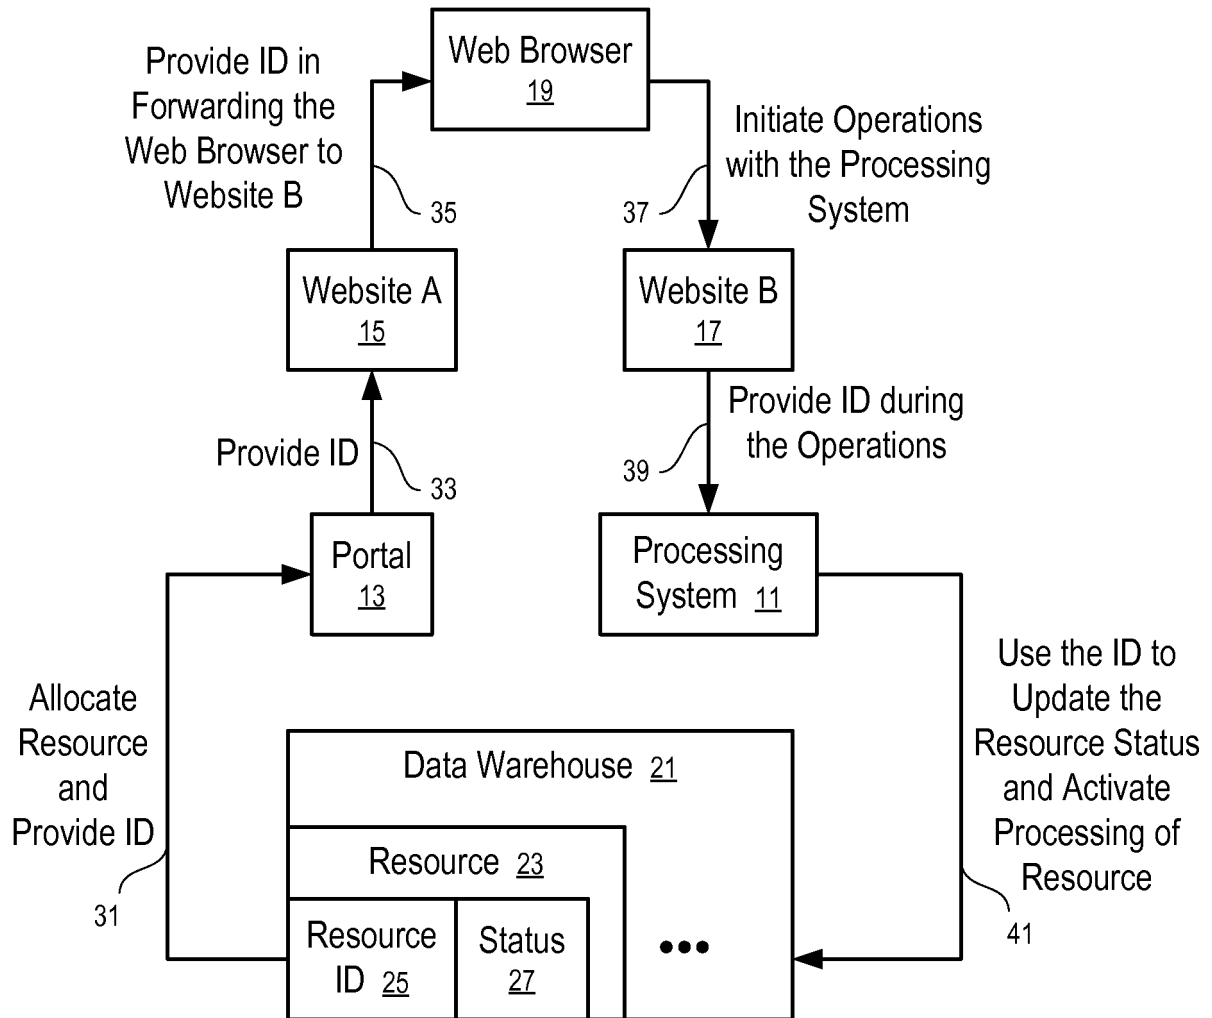 Web Browser
19
Provide ID in
Forwarding the
Web Browser to
Website B
35
Initiate Operations
with the Processing
System
37
Website A
15
Website B
17
Provide ID
33
Provide ID during
the Operations
39
Portal
13
Processing
System 11
Allocate
Resource
and
Provide ID
31
Use the ID to
Update the
Resource Status
and Activate
Processing of
Resource
41
Data Warehouse 21
Resource 23
Resource
ID 25
Status
27